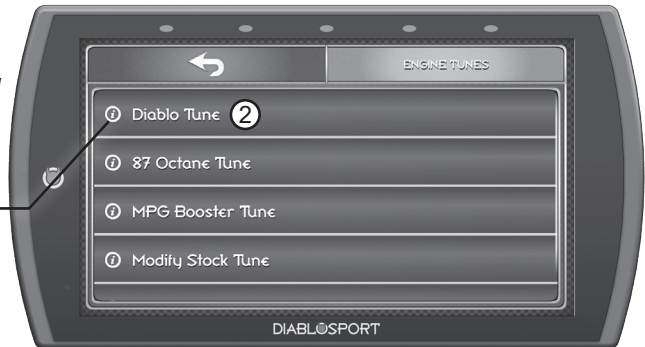 ENGINE TUNES
Diablo Tune 2
87 Octane Tune
MPG Booster Tune
Modify Stock Tune
DIABLOSPORT